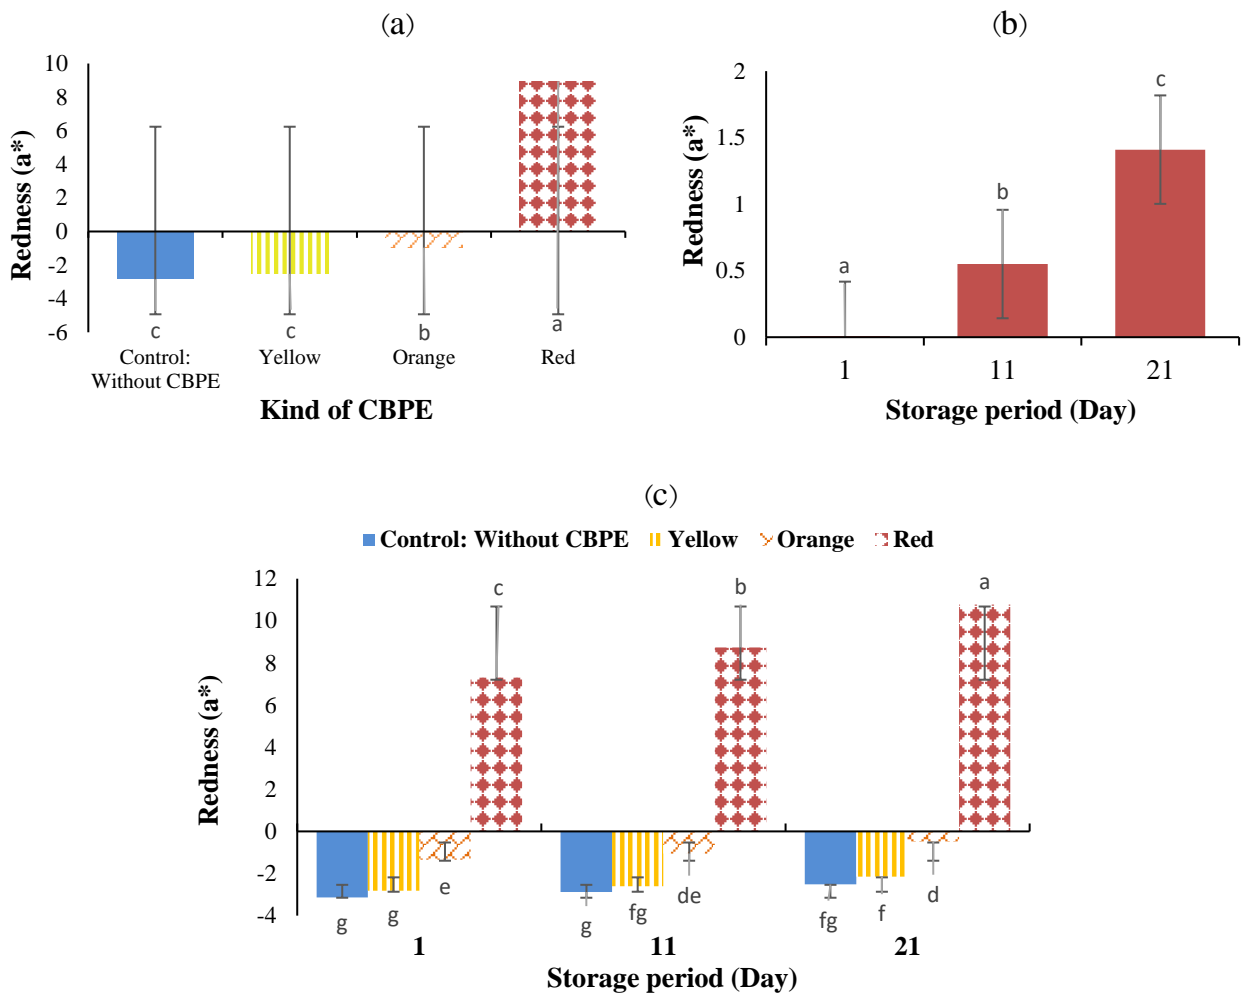 (a)
Redness (a*)
10
8
6
4
2
0
-2
-4
-6
c
c
b
a
Control:
Without CBPE
Yellow
Orange
Red
Kind of CBPE
(b)
Redness (a*)
2
1.5
1
0.5
0
a
b
c
1
11
21
Storage period (Day)
(c)
Control: Without CBPE Yellow Orange Red
Redness (a*)
12
10
8
6
4
2
0
-2
-4
c
b
a
g
g
e
g
fg
de
fg
f
d
1
11
21
Storage period (Day)